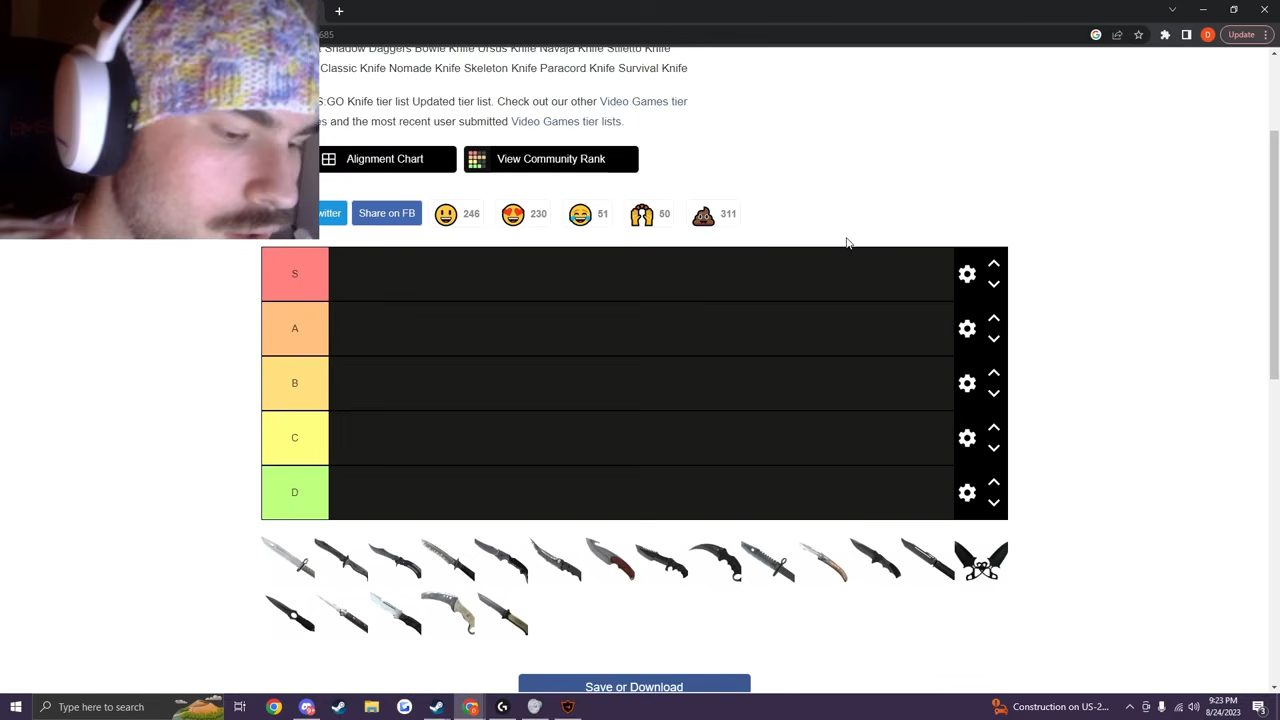 685
Update
Shadow Daggers Bowie Knife Ursus Knife Navaja Knife Stiletto Knife
Classic Knife Nomade Knife Skeleton Knife Paracord Knife Survival Knife
S:GO Knife tier list Updated tier list. Check out our other Video Games tier
s and the most recent user submitted Video Games tier lists.
Alignment Chart
View Community Rank
witter
Share on FB
246
230
51
50
311
S
A
B
C
D
Save or Download
Type here to search
Construction on US-2...
9:23 PM
8/24/2023